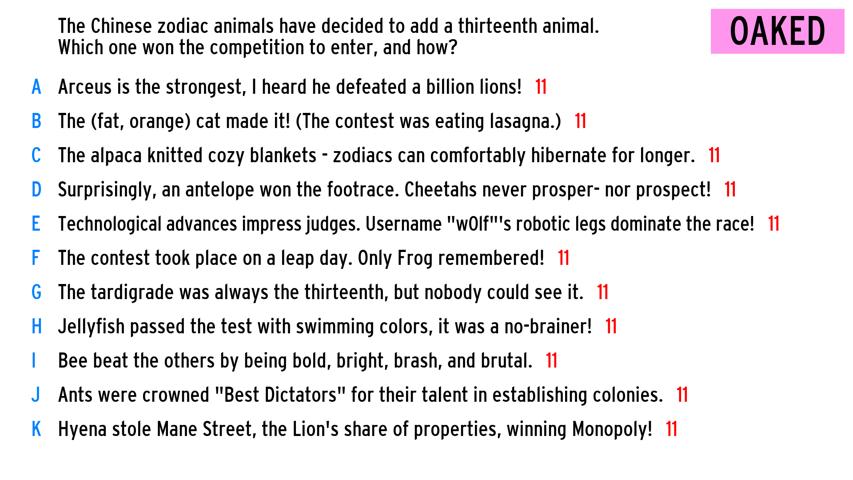 The Chinese zodiac animals have decided to add a thirteenth animal.
Which one won the competition to enter, and how?
OAKED
A Arceus is the strongest, I heard he defeated a billion lions! 11
B The (fat, orange) cat made it! (The contest was eating lasagna.) 11
C The alpaca knitted cozy blankets - zodiacs can comfortably hibernate for longer. 11
D Surprisingly, an antelope won the footrace. Cheetahs never prosper- nor prospect! 11
E Technological advances impress judges. Username "w0lf"'s robotic legs dominate the race! 11
F The contest took place on a leap day. Only Frog remembered! 11
G The tardigrade was always the thirteenth, but nobody could see it. 11
H Jellyfish passed the test with swimming colors, it was a no-brainer! 11
I Bee beat the others by being bold, bright, brash, and brutal. 11
J Ants were crowned "Best Dictators" for their talent in establishing colonies. 11
K Hyena stole Mane Street, the Lion's share of properties, winning Monopoly! 11